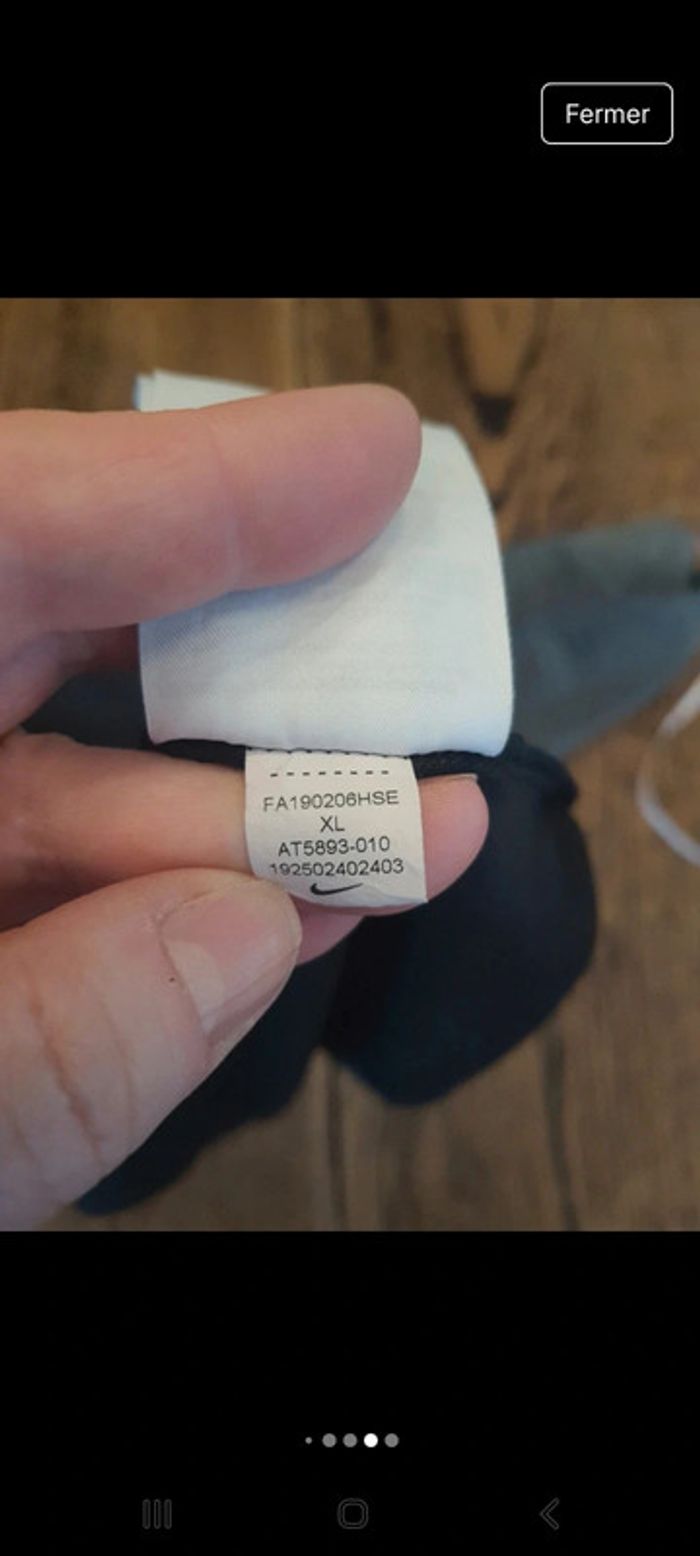 Fermer
FA190206HSE
XL
AT5893-010
192502402403